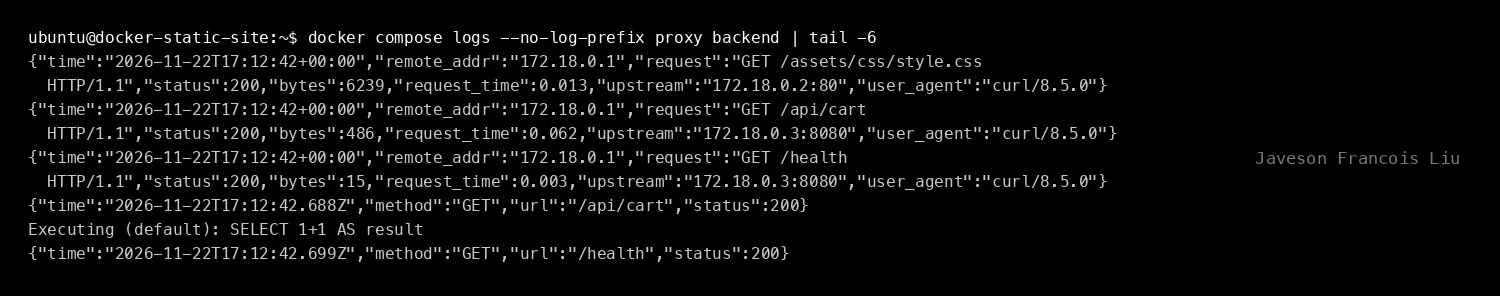 ubuntu@docker-static-site:~$ docker compose logs --no-log-prefix proxy backend | tail -6
{"time":"2026-11-22T17:12:42+00:00","remote_addr":"172.18.0.1","request":"GET /assets/css/style.css
  HTTP/1.1","status":200,"bytes":6239,"request_time":0.013,"upstream":"172.18.0.2:80","user_agent":"curl/8.5.0"}
{"time":"2026-11-22T17:12:42+00:00","remote_addr":"172.18.0.1","request":"GET /api/cart
  HTTP/1.1","status":200,"bytes":486,"request_time":0.062,"upstream":"172.18.0.3:8080","user_agent":"curl/8.5.0"}
{"time":"2026-11-22T17:12:42+00:00","remote_addr":"172.18.0.1","request":"GET /health
Javeson Francois Liu
  HTTP/1.1","status":200,"bytes":15,"request_time":0.003,"upstream":"172.18.0.3:8080","user_agent":"curl/8.5.0"}
{"time":"2026-11-22T17:12:42.688Z","method":"GET","url":"/api/cart","status":200}
Executing (default): SELECT 1+1 AS result
{"time":"2026-11-22T17:12:42.699Z","method":"GET","url":"/health","status":200}